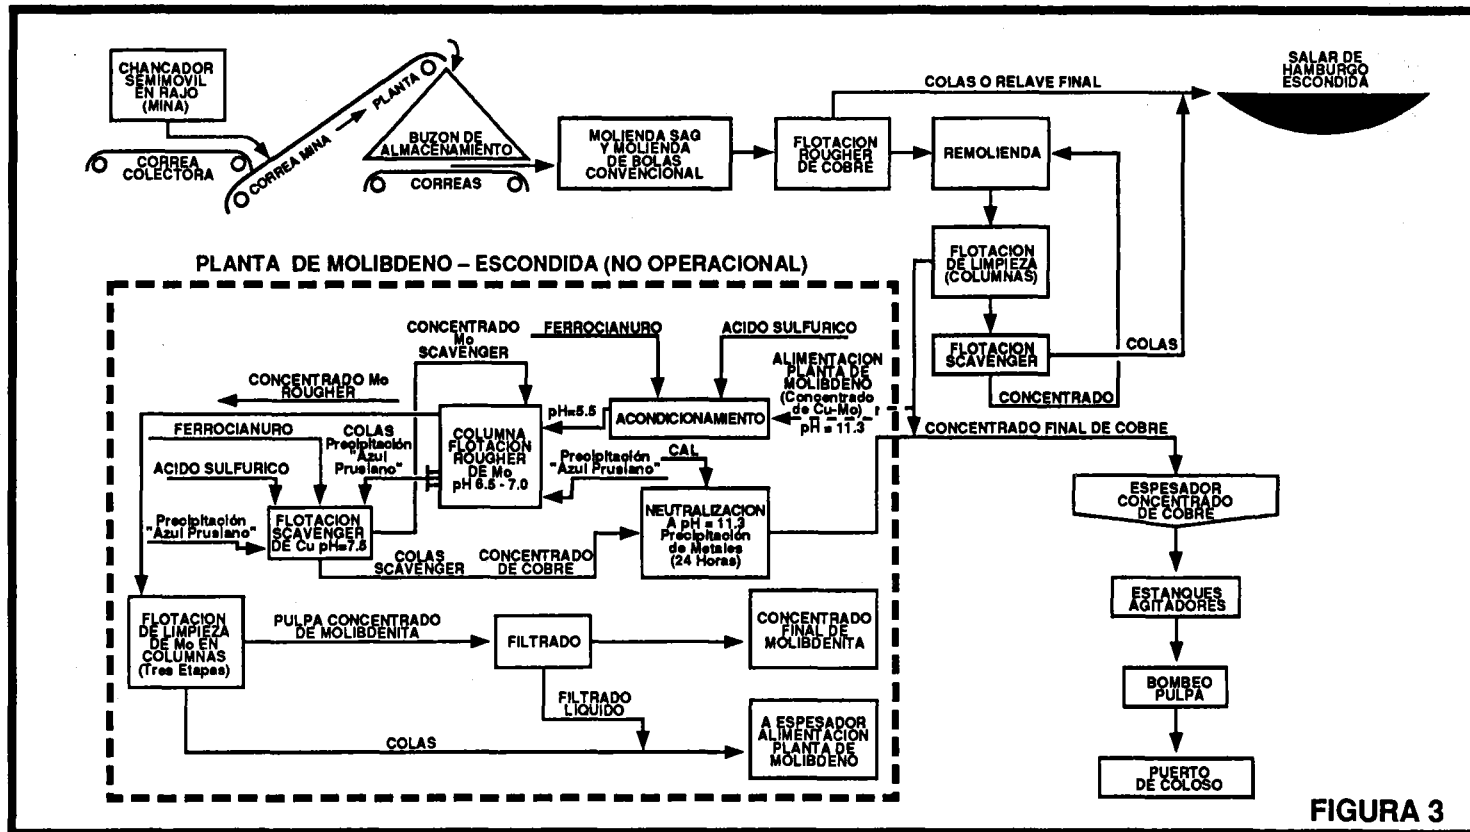 CHANCADOR
SEMIMOVIL
EN RAJO
(MINA)
CORREA
COLECTORA
CORREA MINA
PLANTA
BUZON DE
ALMACENAMIENTO
CORREAS
MOLIENDA SAG
Y MOLIENDA
DE BOLAS
CONVENCIONAL
FLOTACION
ROUGHER
DE COBRE
REMOLIENDA
COLAS O RELAVE FINAL
SALAR DE
HAMBURGO
ESCONDIDA
FLOTACION
DE LIMPIEZA
(COLUMNAS)
FLOTACION
SCAVENGER
COLAS
CONCENTRADO
PLANTA DE MOLIBDENO – ESCONDIDA (NO OPERACIONAL)
CONCENTRADO
Mo
SCAVENGER
FERROCIANURO
ACIDO SULFURICO
ALIMENTACION
PLANTA DE
MOLIBDENO
(Concentrado
de Cu-Mo)
pH = 11.3
CONCENTRADO Mo
ROUGHER
pH=5.5
ACONDICIONAMIENTO
FERROCIANURO
COLAS
Precipitación
"Azul
Prusiano"
COLUMNA
FLOTACION
ROUGHER
DE Mo
pH 6.5 - 7.0
Precipitación
"Azul Prusiano"
CAL
ACIDO SULFURICO
Precipitación
"Azul Prusiano"
FLOTACION
SCAVENGER
DE Cu pH=7.5
NEUTRALIZACION
A pH = 11.3
Precipitación
de Metales
(24 Horas)
COLAS
SCAVENGER
CONCENTRADO
DE COBRE
CONCENTRADO FINAL DE COBRE
ESPESADOR
CONCENTRADO
DE COBRE
ESTANQUES
AGITADORES
BOMBEO
PULPA
PUERTO
DE COLOSO
FLOTACION
DE LIMPIEZA
DE Mo EN
COLUMNAS
(Tres Etapas)
PULPA CONCENTRADO
DE MOLIBDENITA
FILTRADO
CONCENTRADO
FINAL DE
MOLIBDENITA
FILTRADO
LIQUIDO
COLAS
A ESPESADOR
ALIMENTACION
PLANTA DE
MOLIBDENO
FIGURA 3